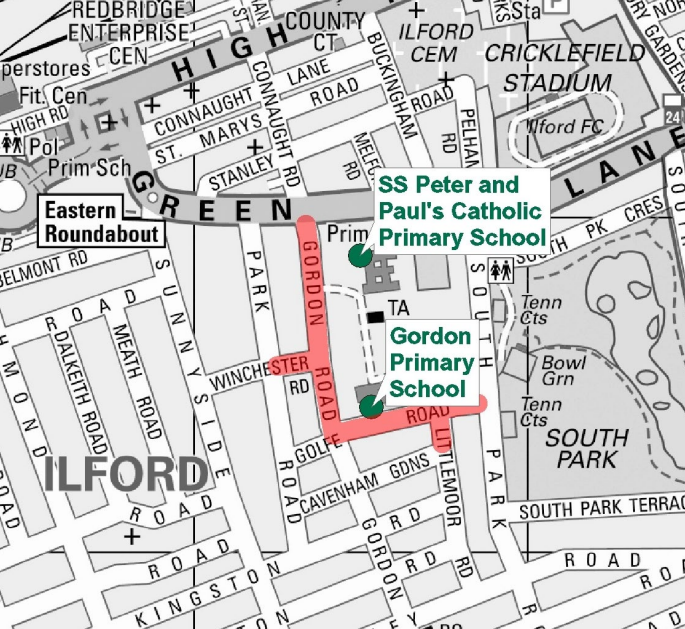 REDBRIDGE
ENTERPRISE
CEN
COUNTY
CT
ILFORD
CEM
Sta
P
CRICKLEFIELD
STADIUM
Ilford FC
perstores
Fit. Cen
HIGH RD
Pol
Prim Sch
HIGH
CONNAUGHT
LANE
CONNAUGHT RD
ST. MARYS
ROAD
STANLEY
BUCKINGHAM
ROAD
RD
PELHAM
RD
24
GREEN
LANE
SS Peter and
Paul's Catholic
Primary School
Prim
Eastern
Roundabout
BELMONT RD
ROAD
DALKEITH ROAD
MEATH ROAD
SUNNYSIDE
PARK
ROAD
GORDON
ROAD
WINCHESTER
RD
TA
Gordon
Primary
School
SOUTH PK CRES
SOUTH
PARK
Tenn
Cts
Bowl
Grn
Tenn
Cts
SOUTH
PARK
ROAD
LITTLEMOOR
RD
CAVENHAM GDNS
GORDON
RD
RD
ILFORD
ROAD
ROAD
KINGSTON
SOUTH PARK TERRAC
ROAD